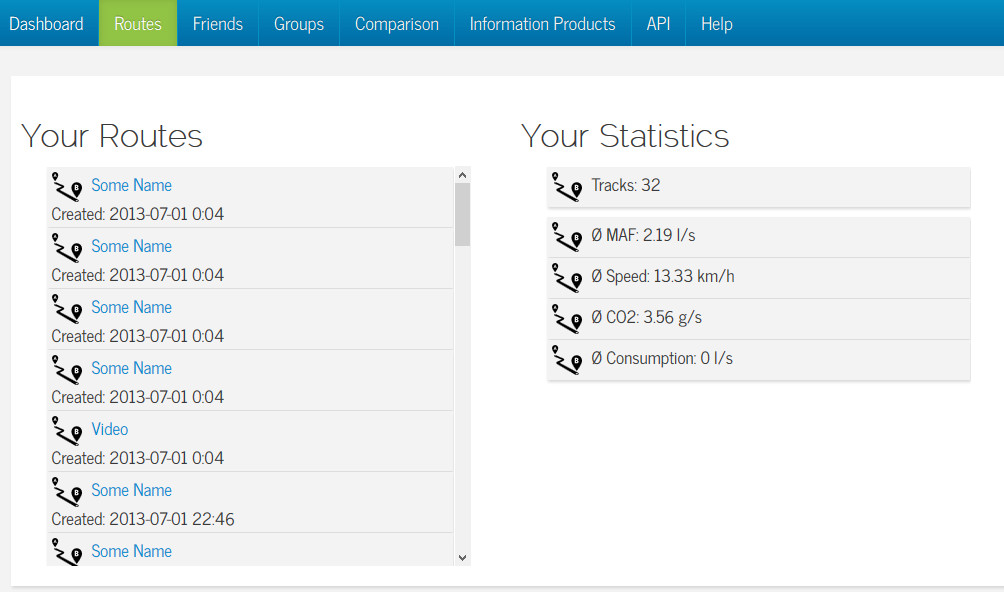 Dashboard Routes Friends Groups Comparison Information Products API Help
Your Routes
Some Name
Created: 2013-07-01 0:04
Some Name
Created: 2013-07-01 0:04
Some Name
Created: 2013-07-01 0:04
Some Name
Created: 2013-07-01 0:04
Video
Created: 2013-07-01 0:04
Some Name
Created: 2013-07-01 22:46
Some Name
Your Statistics
Tracks: 32
Ø MAF: 2.19 l/s
Ø Speed: 13.33 km/h
Ø CO2: 3.56 g/s
Ø Consumption: 0 l/s